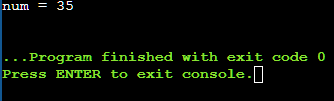 num = 35
...Program finished with exit code 0
Press ENTER to exit console.